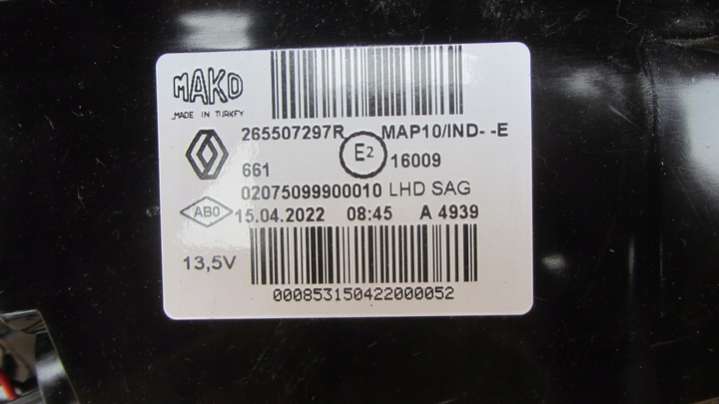 MAKO
MADE IN TURKEY
265507297R MAP10/IND- -E
E2
661 16009
02075099900010 LHD SAG
AB0 15.04.2022 08:45 A 4939
13,5V
000853150422000052